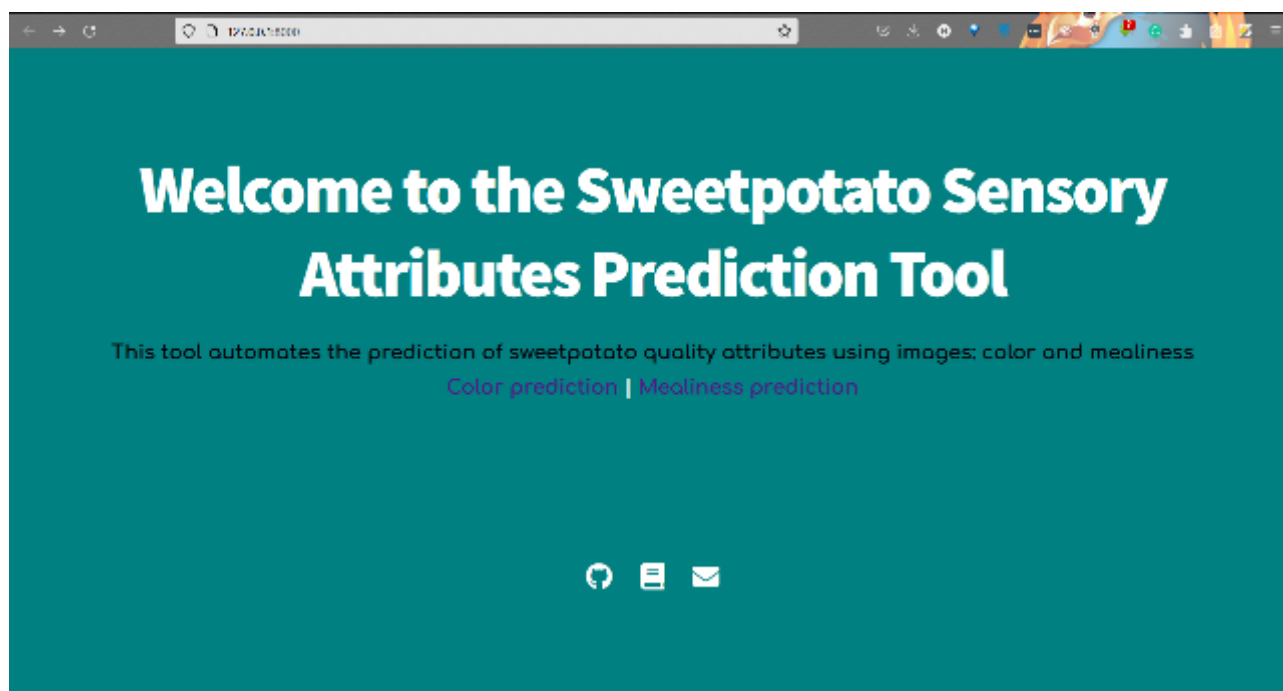 Welcome to the Sweetpotato Sensory
Attributes Prediction Tool
This tool automates the prediction of sweetpotato quality attributes using images: color and mealiness
Color prediction | Mealiness prediction